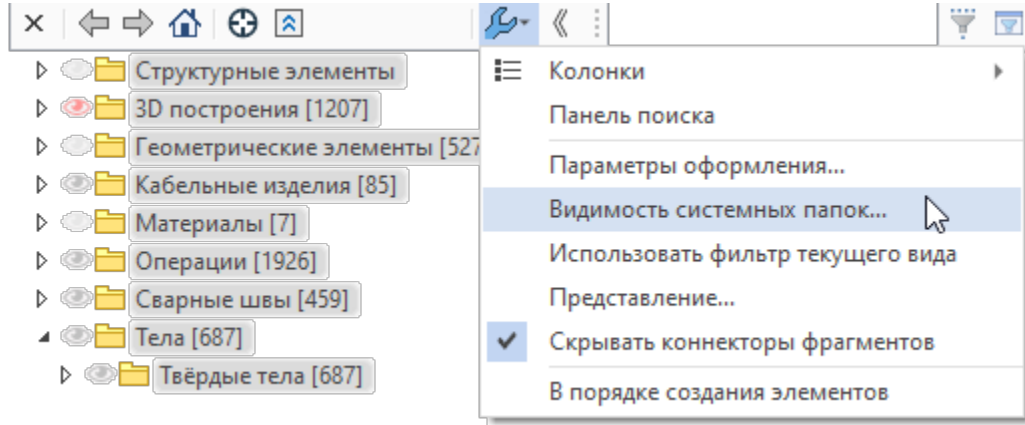 Структурные элементы
3D построения [1207]
Геометрические элементы [527
Кабельные изделия [85]
Материалы [7]
Операции [1926]
Сварные швы [459]
Тела [687]
Твёрдые тела [687]
Колонки
Панель поиска
Параметры оформления...
Видимость системных папок...
Использовать фильтр текущего вида
Представление...
Скрывать коннекторы фрагментов
В порядке создания элементов